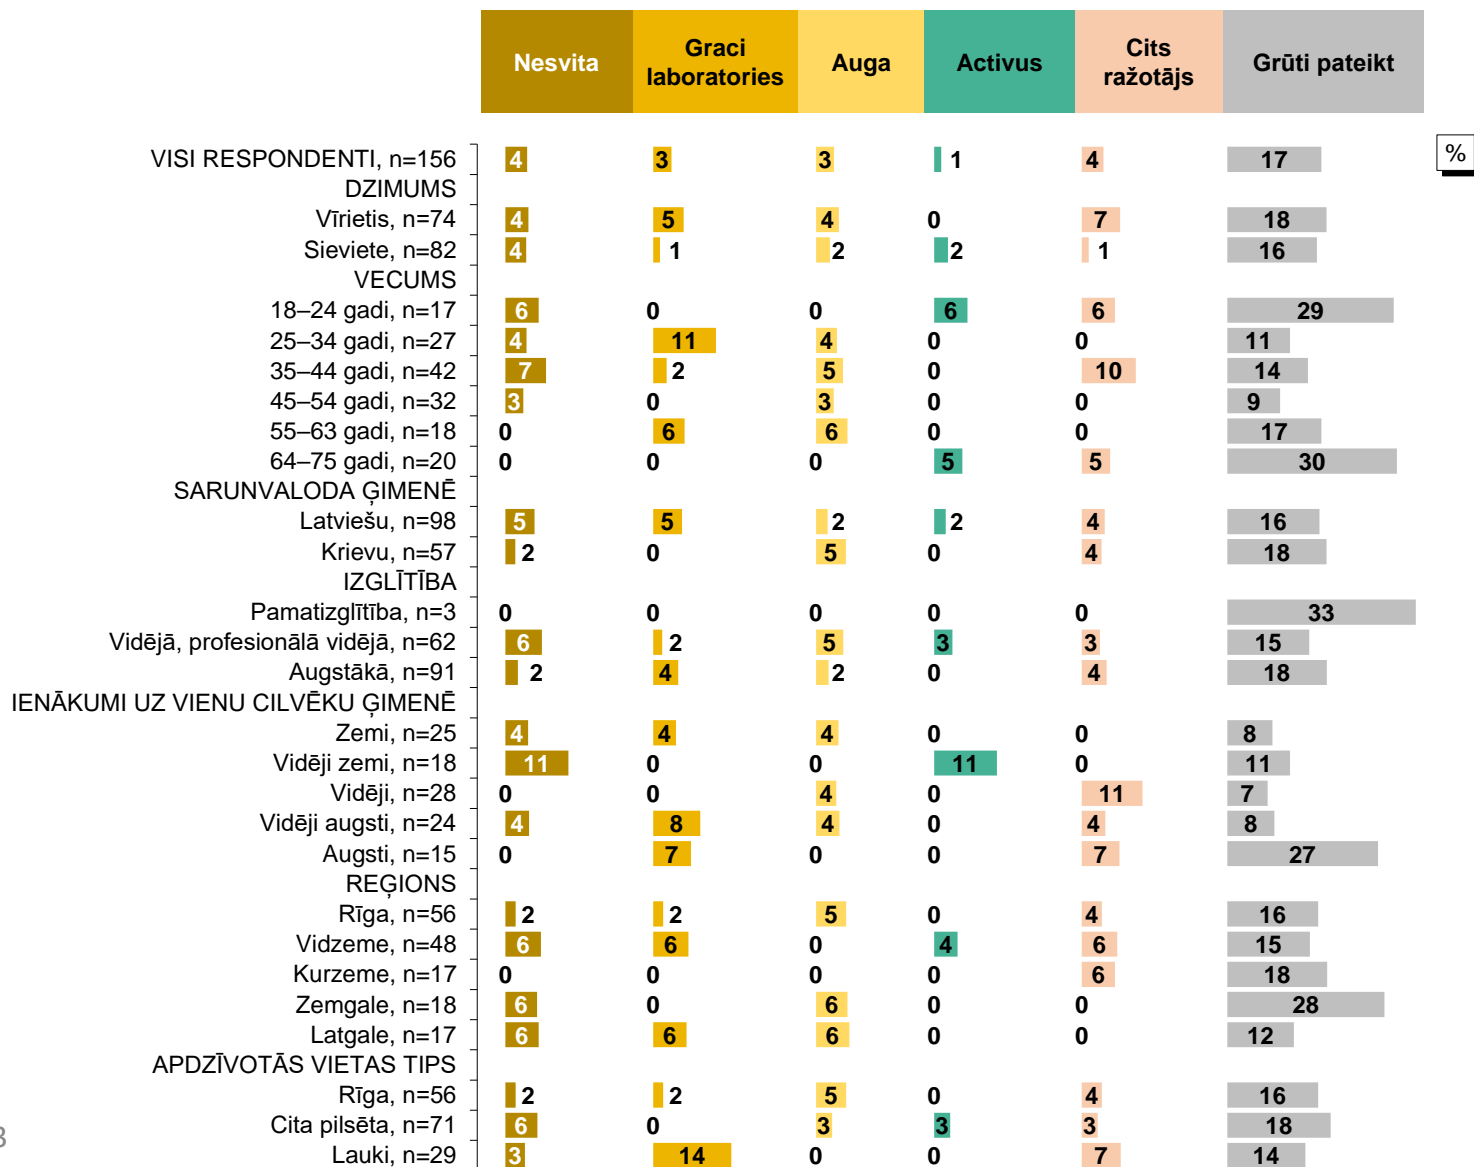 Nesvita Graci laboratories Auga Activus Cits ražotājs Grūti pateikt
%
VISI RESPONDENTI, n=156 4 3 3 1 4 17
DZIMUMS
Vīrietis, n=74 4 5 4 0 7 18
Sieviete, n=82 4 1 2 2 1 16
VECUMS
18–24 gadi, n=17 6 0 0 6 6 29
25–34 gadi, n=27 4 11 4 0 0 11
35–44 gadi, n=42 7 2 5 0 10 14
45–54 gadi, n=32 3 0 3 0 0 9
55–63 gadi, n=18 0 6 6 0 0 17
64–75 gadi, n=20 0 0 0 5 5 30
SARUNVALODA ĢIMENĒ
Latviešu, n=98 5 5 2 2 4 16
Krievu, n=57 2 0 5 0 4 18
IZGLĪTĪBA
Pamatizglītība, n=3 0 0 0 0 0 33
Vidējā, profesionālā vidējā, n=62 6 2 5 3 3 15
Augstākā, n=91 2 4 2 0 4 18
IENĀKUMI UZ VIENU CILVĒKU ĢIMENĒ
Zemi, n=25 4 4 4 0 0 8
Vidēji zemi, n=18 11 0 0 11 0 11
Vidēji, n=28 0 0 4 0 11 7
Vidēji augsti, n=24 4 8 4 0 4 8
Augsti, n=15 0 7 0 0 7 27
REĢIONS
Rīga, n=56 2 2 5 0 4 16
Vidzeme, n=48 6 6 0 4 6 15
Kurzeme, n=17 0 0 0 0 6 18
Zemgale, n=18 6 0 6 0 0 28
Latgale, n=17 6 6 6 0 0 12
APDZĪVOTĀS VIETAS TIPS
Rīga, n=56 2 2 5 0 4 16
Cita pilsēta, n=71 6 0 3 3 3 18
Lauki, n=29 3 14 0 0 7 14